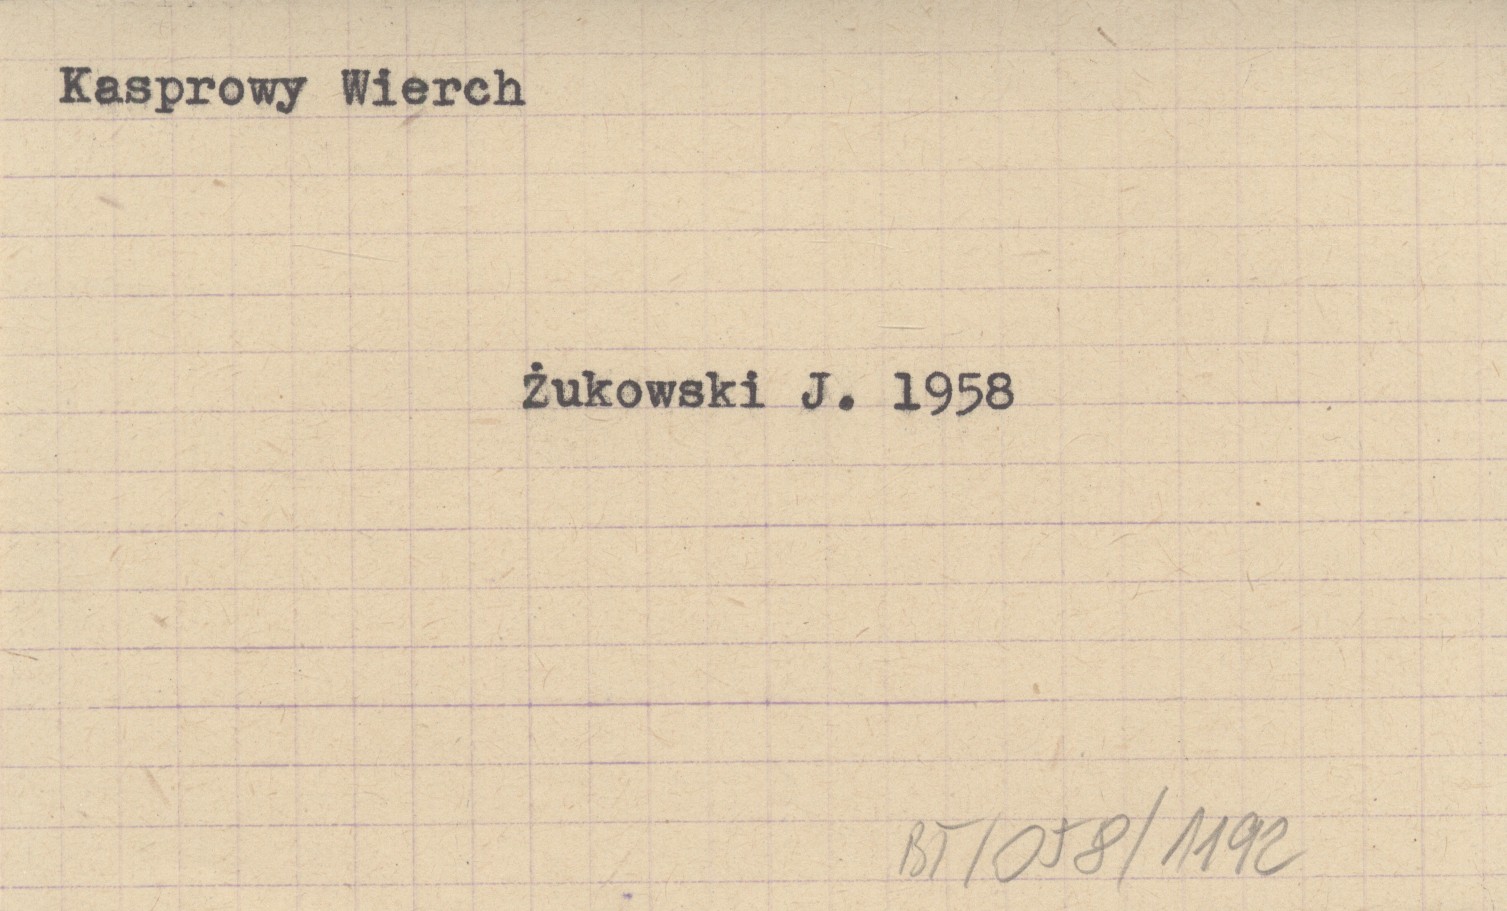 Kasprowy Wierch
Żukowski J. 1958
BT/058/1192